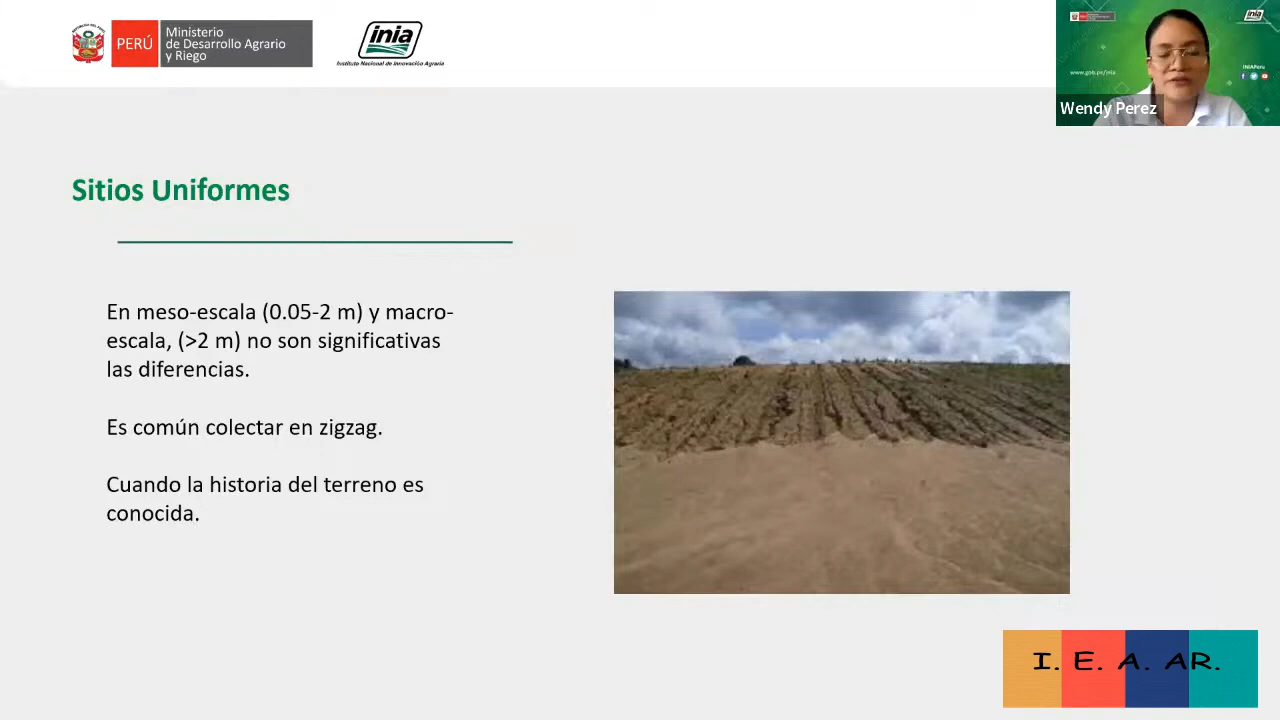 PERÚ
Ministerio
de Desarrollo Agrario
y Riego
inia
Instituto Nacional de Innovación Agraria
inia
www.gob.pe/inia
INIAPeru
Wendy Perez
Sitios Uniformes
En meso-escala (0.05-2 m) y macro-
escala, (>2 m) no son significativas
las diferencias.
Es común colectar en zigzag.
Cuando la historia del terreno es
conocida.
I. E. A. AR.